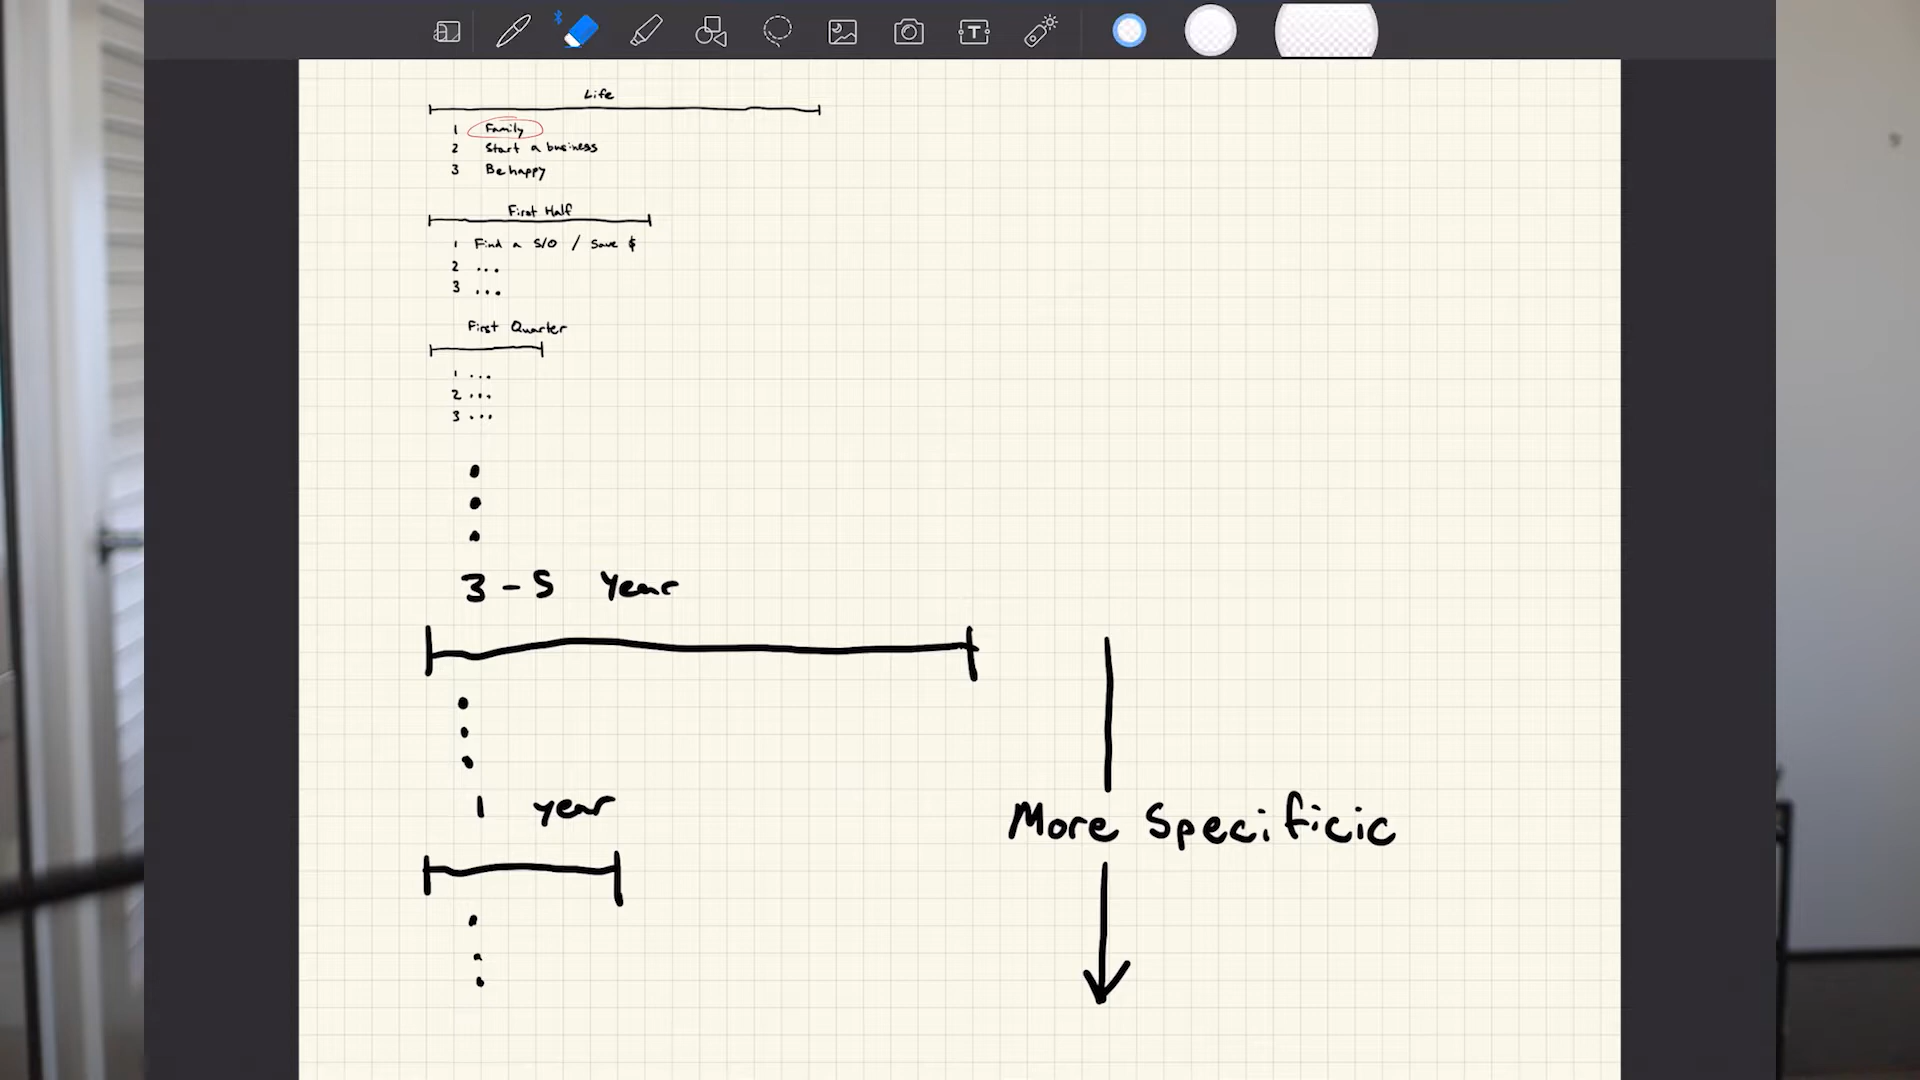 Life
1 Family
2 Start a business
3 Be happy
First Half
1 Find a S/O / Save $
2 ...
3 ...
First Quarter
1 ...
2 ...
3 ...
3 - 5 Year
1 year
More Specificic